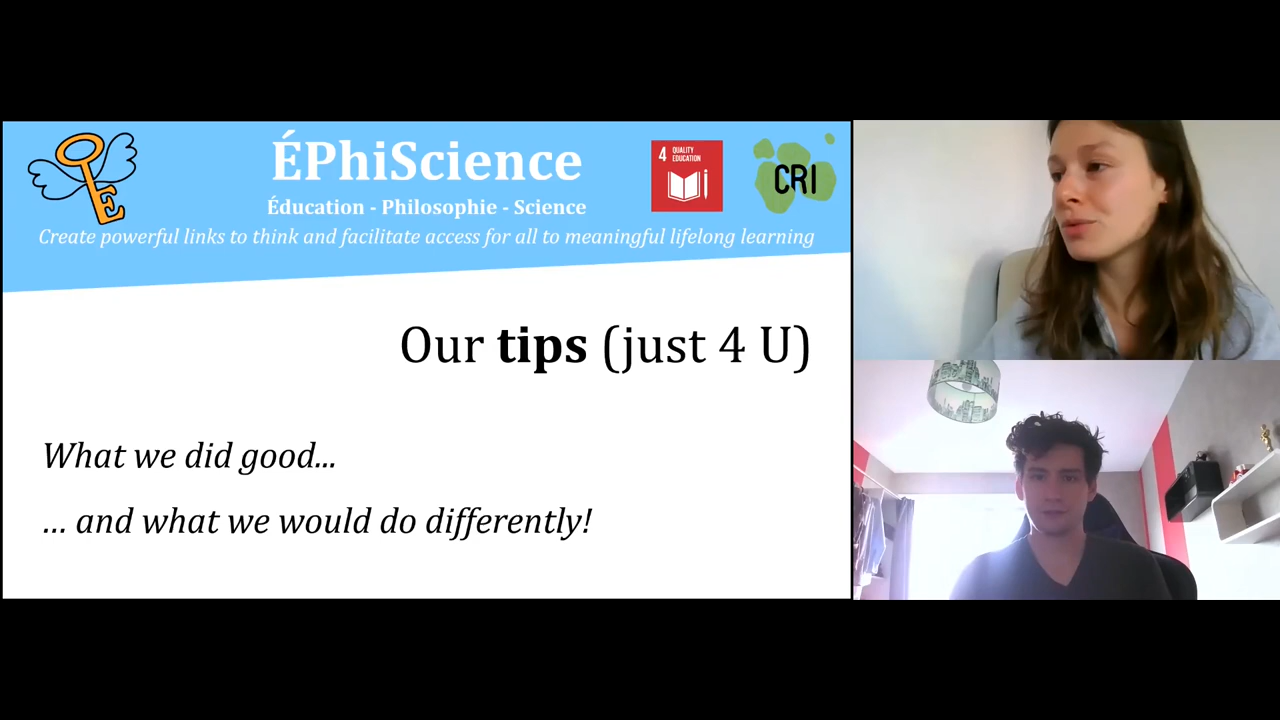 ÉPhiScience
Éducation - Philosophie - Science
Create powerful links to think and facilitate access for all to meaningful lifelong learning
E
4 QUALITY
EDUCATION
CRI
Our tips (just 4 U)
What we did good...
... and what we would do differently!